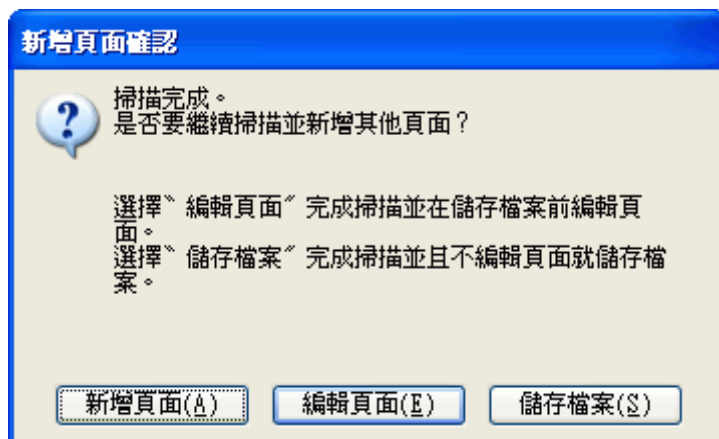 新增頁面確認
掃描完成。
是否要繼續掃描並新增其他頁面？
選擇〝編輯頁面〞完成掃描並在儲存檔案前編輯頁
面。
選擇〝儲存檔案〞完成掃描並且不編輯頁面就儲存檔
案。
新增頁面(A) 編輯頁面(E) 儲存檔案(S)